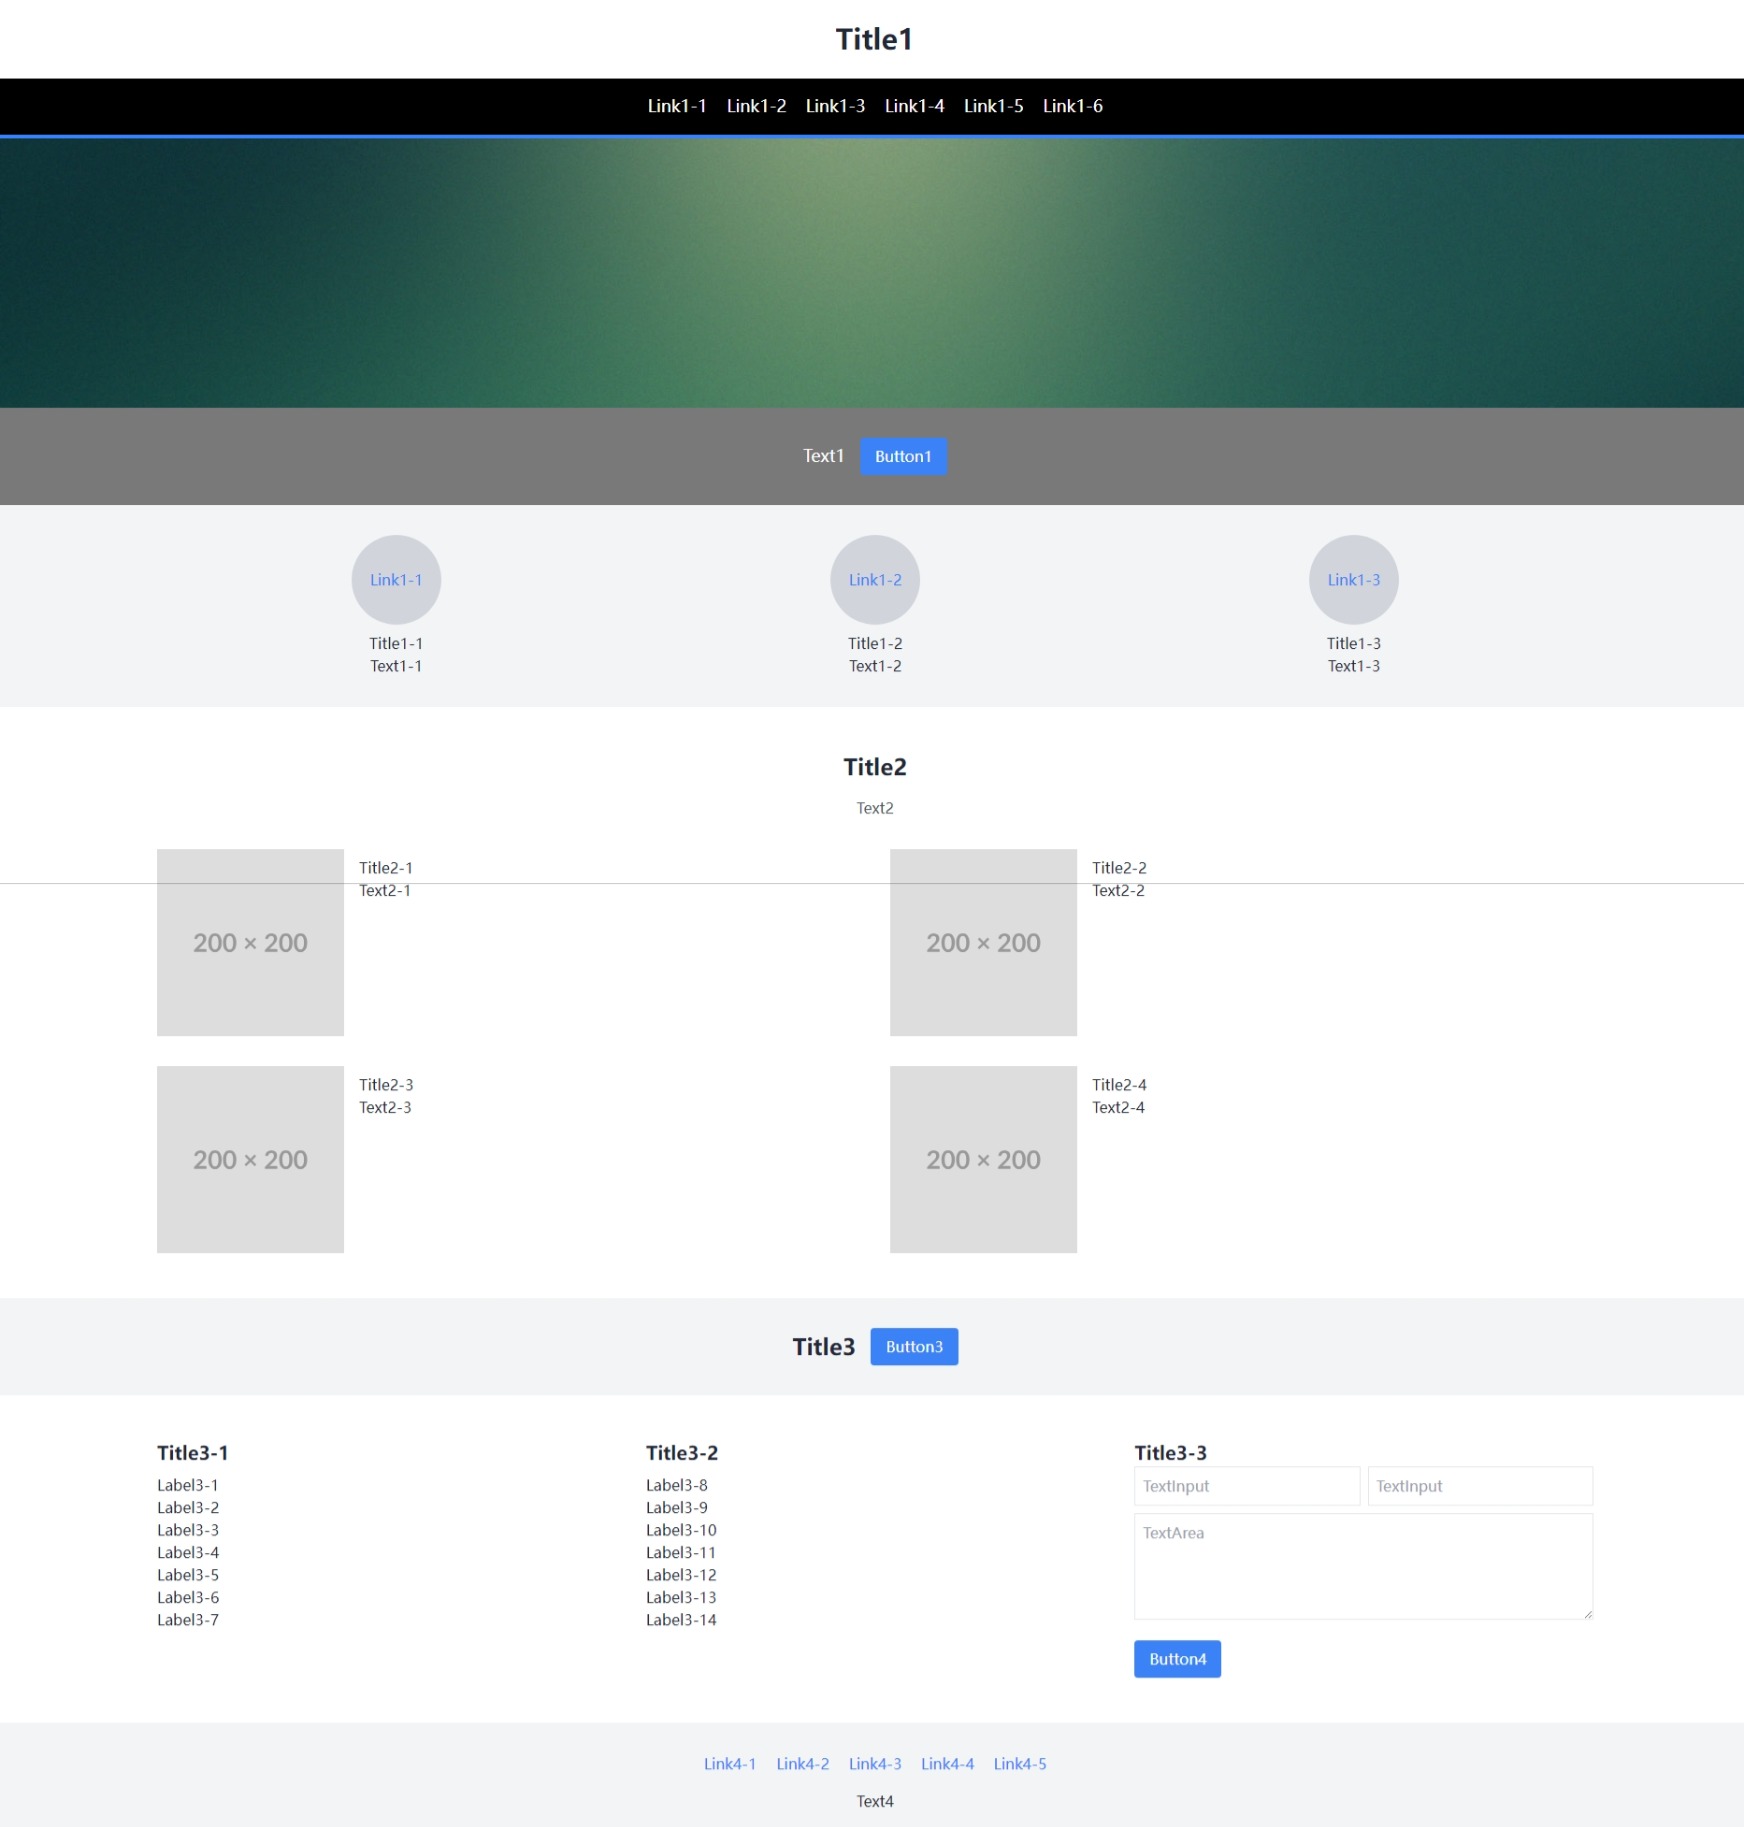 Title1
Link1-1 Link1-2 Link1-3 Link1-4 Link1-5 Link1-6
Text1 Button1
Link1-1 Link1-2 Link1-3
Title1-1 Title1-2 Title1-3
Text1-1 Text1-2 Text1-3
Title2
Text2
Title2-1
Text2-1
200 × 200
Title2-2
Text2-2
200 × 200
Title2-3
Text2-3
200 × 200
Title2-4
Text2-4
200 × 200
Title3 Button3
Title3-1
Label3-1
Label3-2
Label3-3
Label3-4
Label3-5
Label3-6
Label3-7
Title3-2
Label3-8
Label3-9
Label3-10
Label3-11
Label3-12
Label3-13
Label3-14
Title3-3
TextInput TextInput
TextArea
Button4
Link4-1 Link4-2 Link4-3 Link4-4 Link4-5
Text4